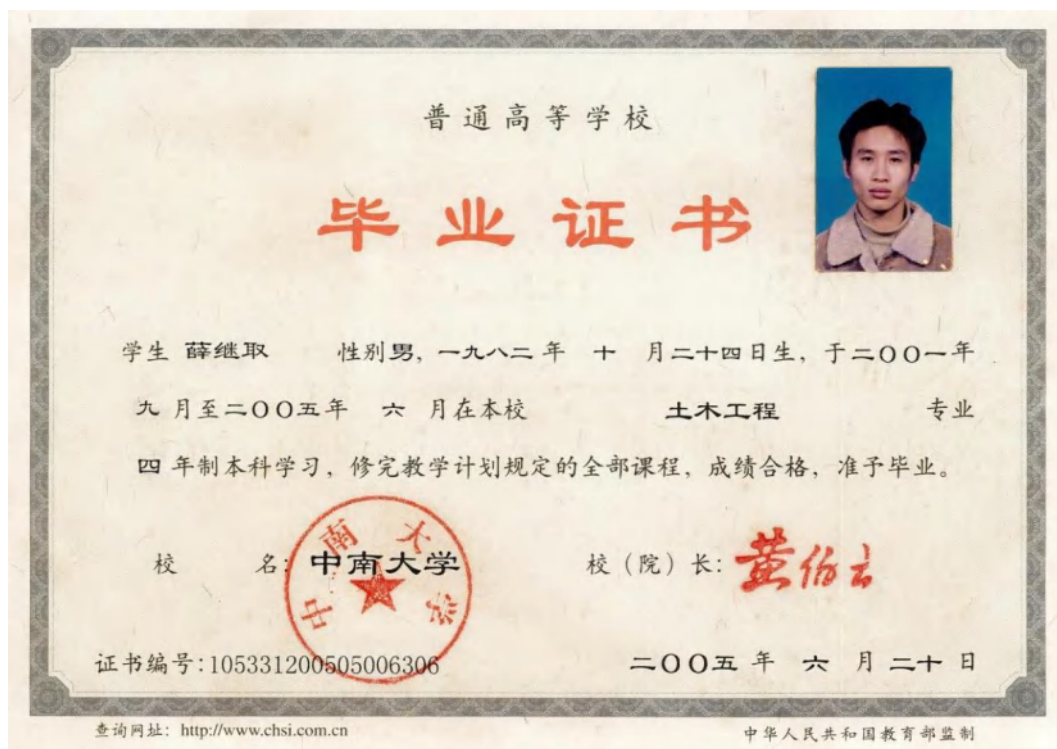 普通高等学校
毕业证书
学生 薛继取 性别男，一九八二年 十 月二十四日生，于二〇〇一年
九 月至二〇〇五年 六 月在本校 土木工程 专业
四 年制本科学习，修完教学计划规定的全部课程，成绩合格，准予毕业。
中南大学
校 名：中南大学 校（院）长：黄伯云
证书编号：105331200505006306 二〇〇五年 六 月 二十 日
查询网址：http://www.chsi.com.cn 中华人民共和国教育部监制